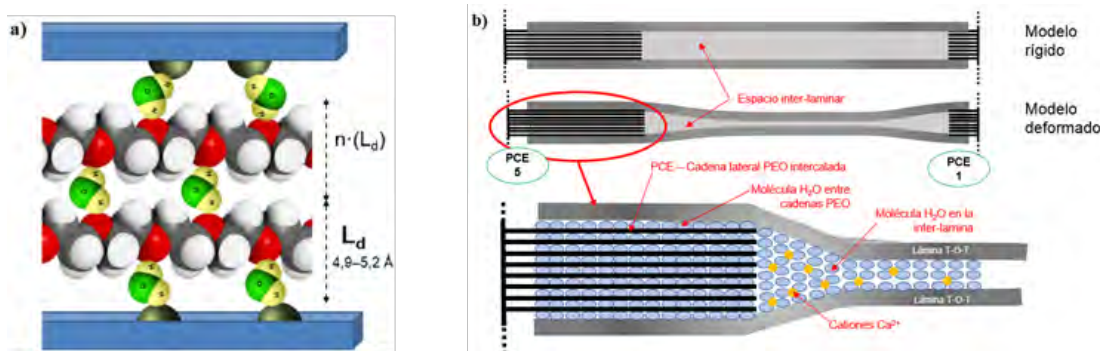 a)
n·(Ld)
Ld
4,9–5,2 Å
b)
Modelo
rígido
Espacio inter-laminar
Modelo
deformado
PCE
5
PCE
1
PCE – Cadena lateral PEO intercalada
Molécula H2O entre
cadenas PEO
Molécula H2O en la
inter-lamina
Lámina T-O-T
Lámina T-O-T
Cationes Ca2+